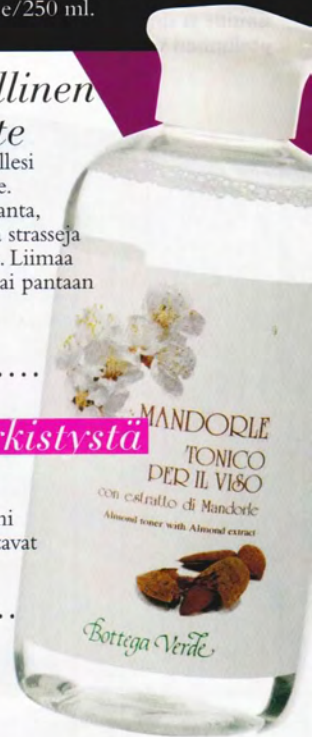 e/250 ml.
llinen
te
llesi
e.
anta,
strasseja
. Liimaa
ai pantaan
....
rkistystä
ni
tavat
..
MANDORLE
TONICO
PER IL VISO
con estratto di Mandorle
Almond toner with Almond extract
Bottega Verde